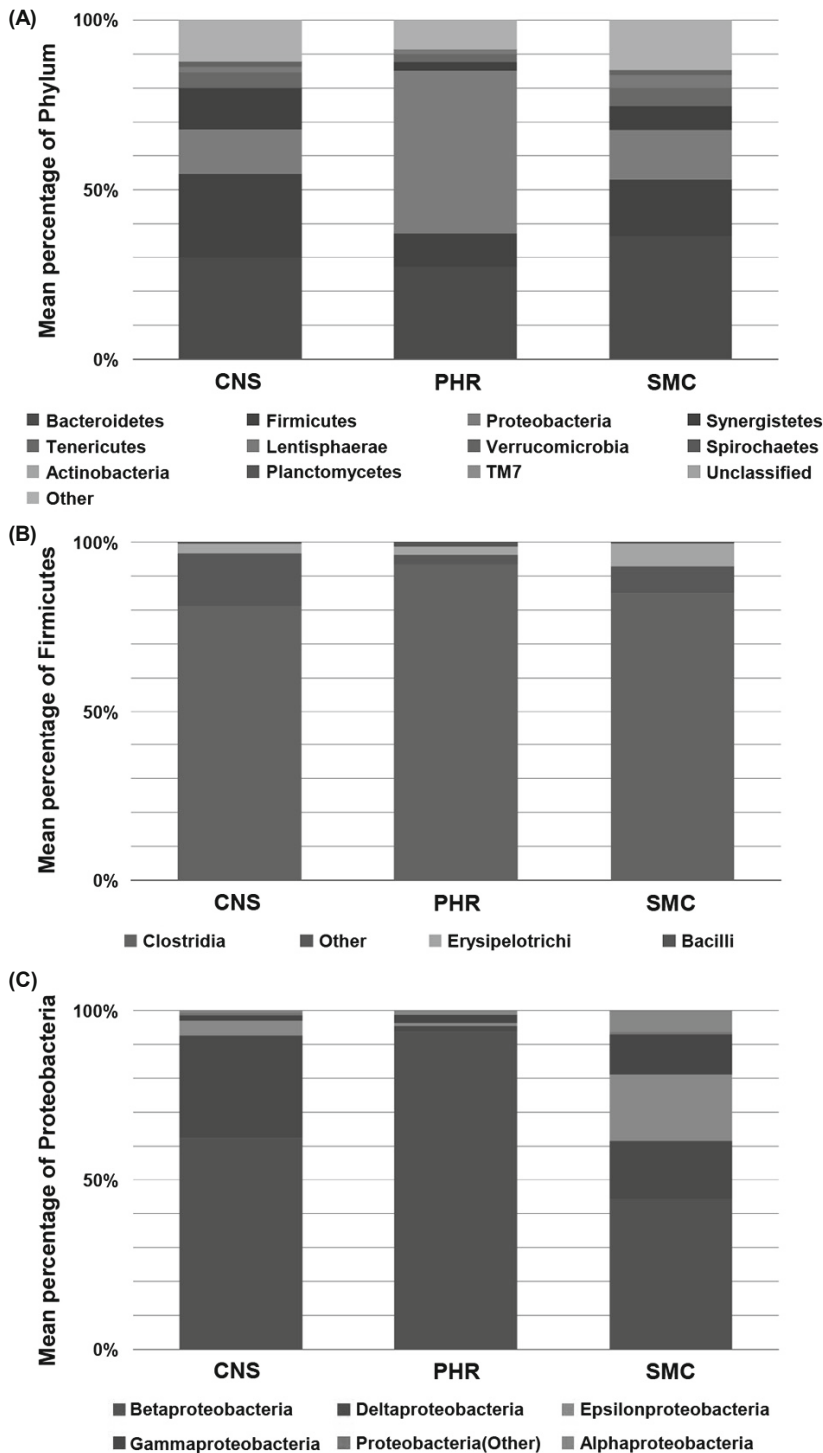 (A)
Mean percentage of Phylum
100%
50%
0%
CNS PHR SMC
Bacteroidetes Firmicutes Proteobacteria Synergistetes
Tenericutes Lentisphaerae Verrucomicrobia Spirochaetes
Actinobacteria Planctomycetes TM7 Unclassified
Other
(B)
Mean percentage of Firmicutes
100%
50%
0%
CNS PHR SMC
Clostridia Other Erysipelotrichi Bacilli
(C)
Mean percentage of Proteobacteria
100%
50%
0%
CNS PHR SMC
Betaproteobacteria Deltaproteobacteria Epsilonproteobacteria
Gammaproteobacteria Proteobacteria(Other) Alphaproteobacteria